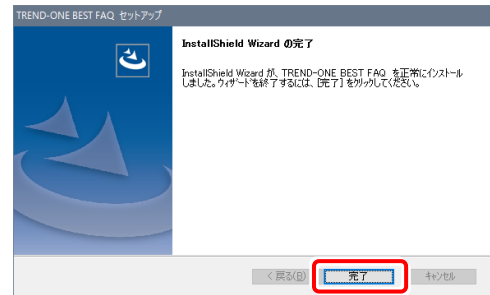 TREND-ONE BEST FAQ セットアップ
InstallShield Wizard の完了
InstallShield Wizard が、TREND-ONE BEST FAQ を正常にインストール
しました。ウィザードを終了するには、[完了] をクリックしてください。
< 戻る(B)
完了
キャンセル